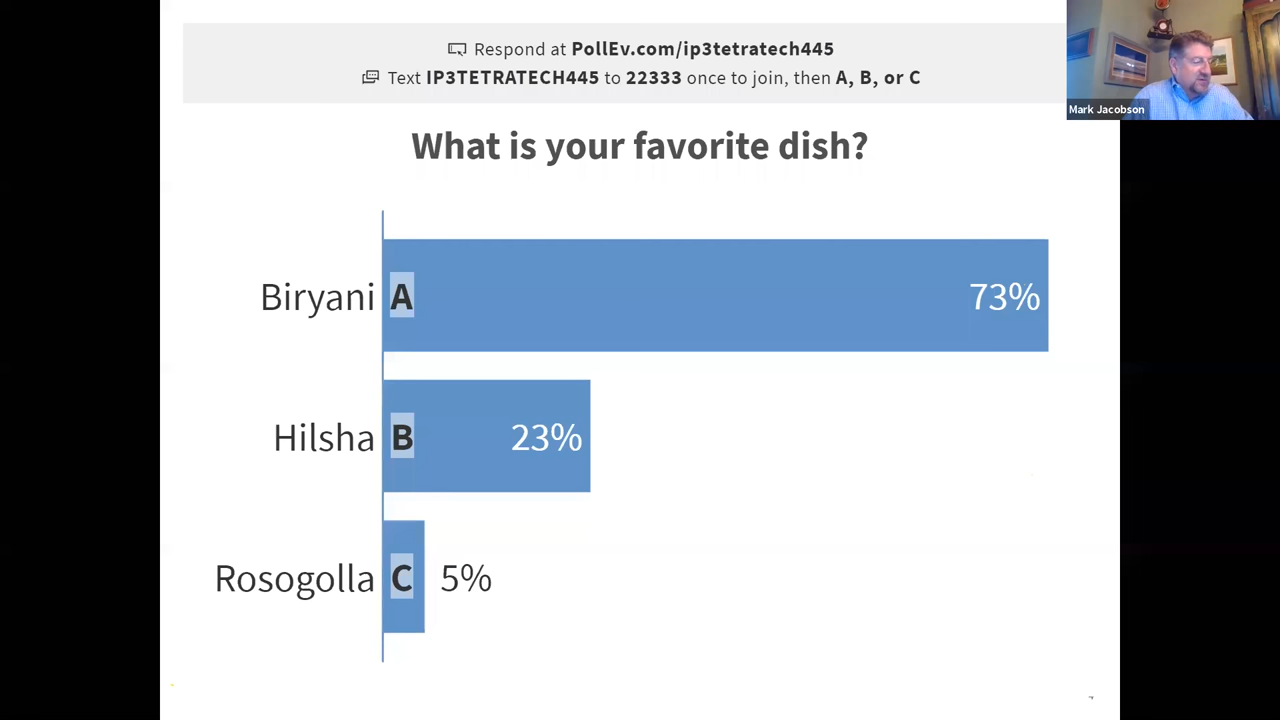 Respond at PollEv.com/ip3tetratech445
Text IP3TETRATECH445 to 22333 once to join, then A, B, or C
Mark Jacobson
What is your favorite dish?
Biryani A 73%
Hilsha B 23%
Rosogolla C 5%